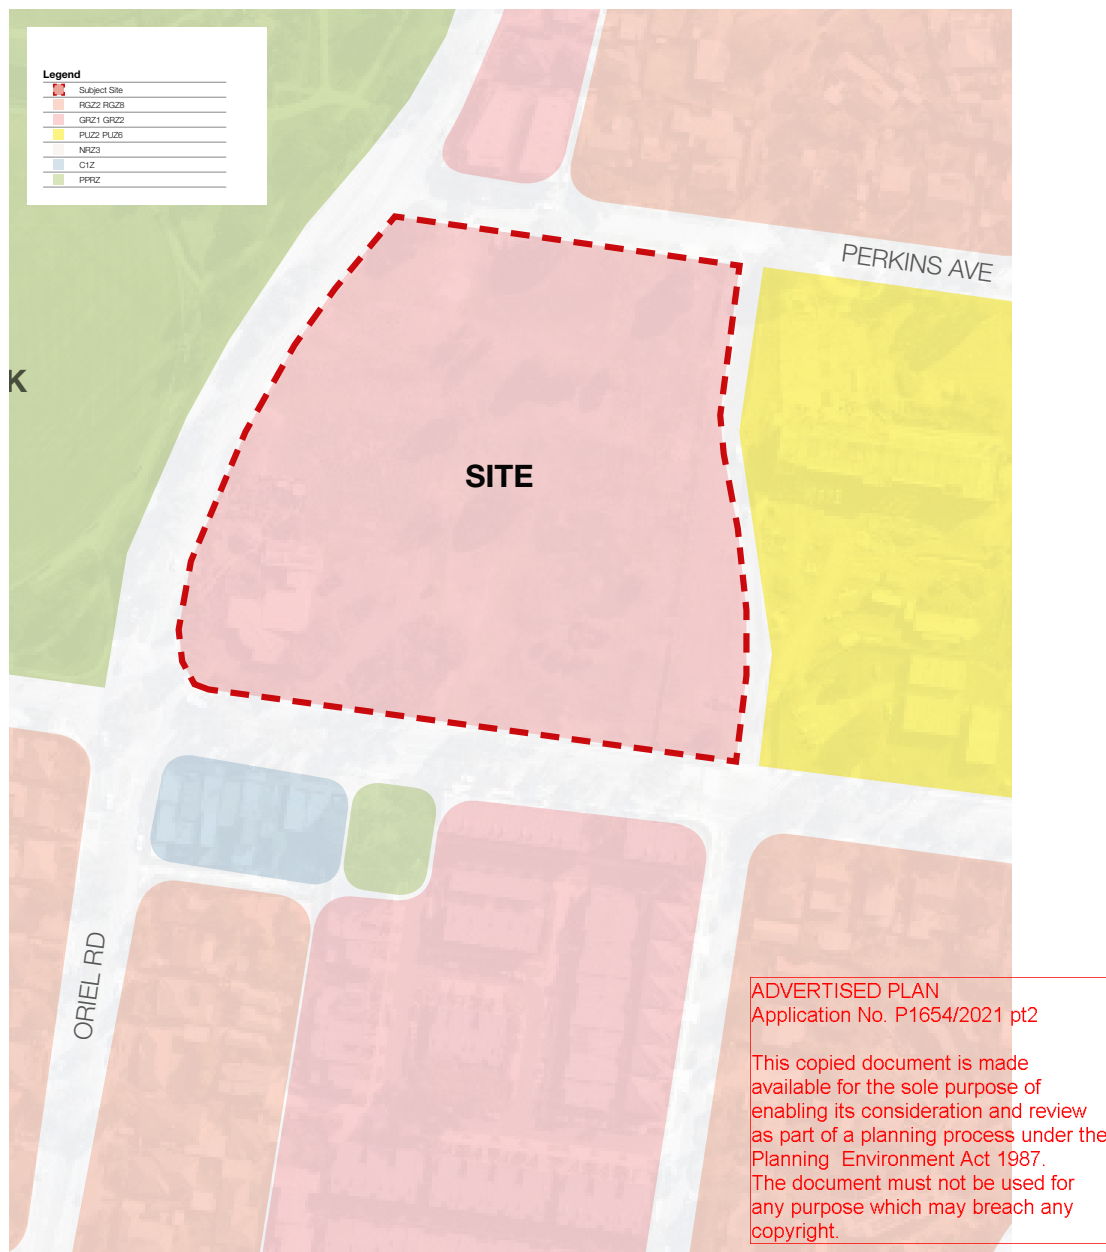 Legend
Subject Site
RGZ2 RGZ8
GRZ1 GRZ2
PUZ2 PUZ6
NRZ3
C1Z
PPRZ
PERKINS AVE
K
SITE
ORIEL RD
ADVERTISED PLAN
Application No. P1654/2021 pt2
This copied document is made
available for the sole purpose of
enabling its consideration and review
as part of a planning process under the
Planning  Environment Act 1987.
The document must not be used for
any purpose which may breach any
copyright.